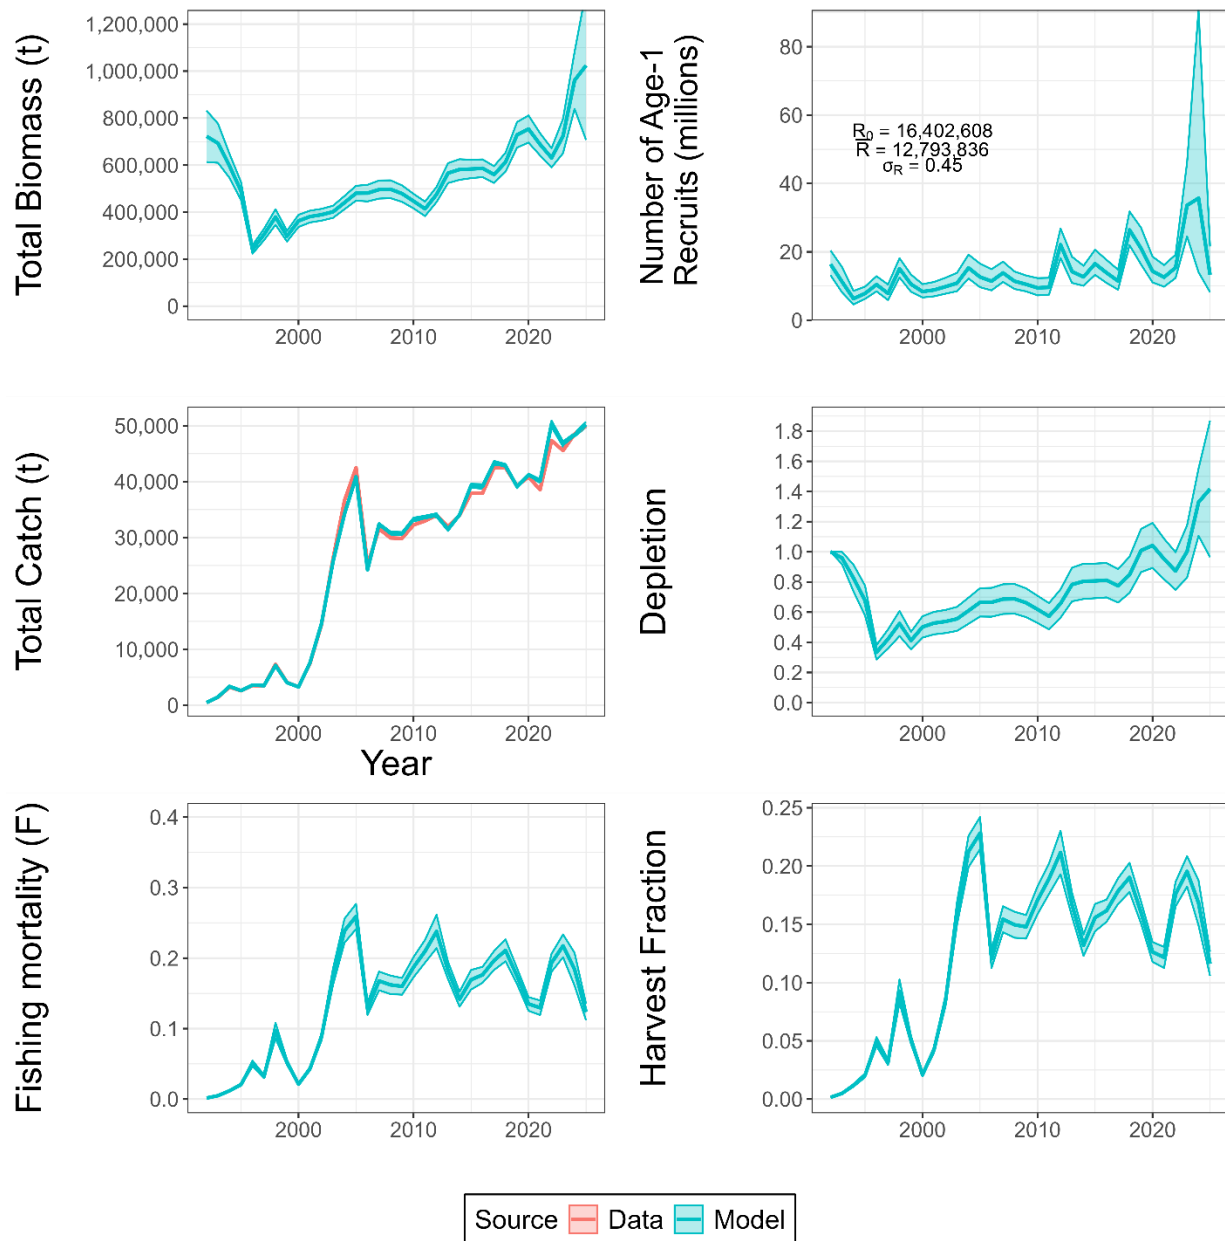 Total Biomass (t)
1,200,000
1,000,000
800,000
600,000
400,000
200,000
0
2000 2010 2020
Number of Age-1
Recruits (millions)
80
60
40
20
0
R₀ = 16,402,608
R̅ = 12,793,836
σ_R = 0.45
2000 2010 2020
Total Catch (t)
50,000
40,000
30,000
20,000
10,000
0
2000 2010 2020
Year
Depletion
1.8
1.6
1.4
1.2
1.0
0.8
0.6
0.4
0.2
0.0
2000 2010 2020
Fishing mortality (F)
0.4
0.3
0.2
0.1
0.0
2000 2010 2020
Harvest Fraction
0.25
0.20
0.15
0.10
0.05
0.00
2000 2010 2020
Source Data Model